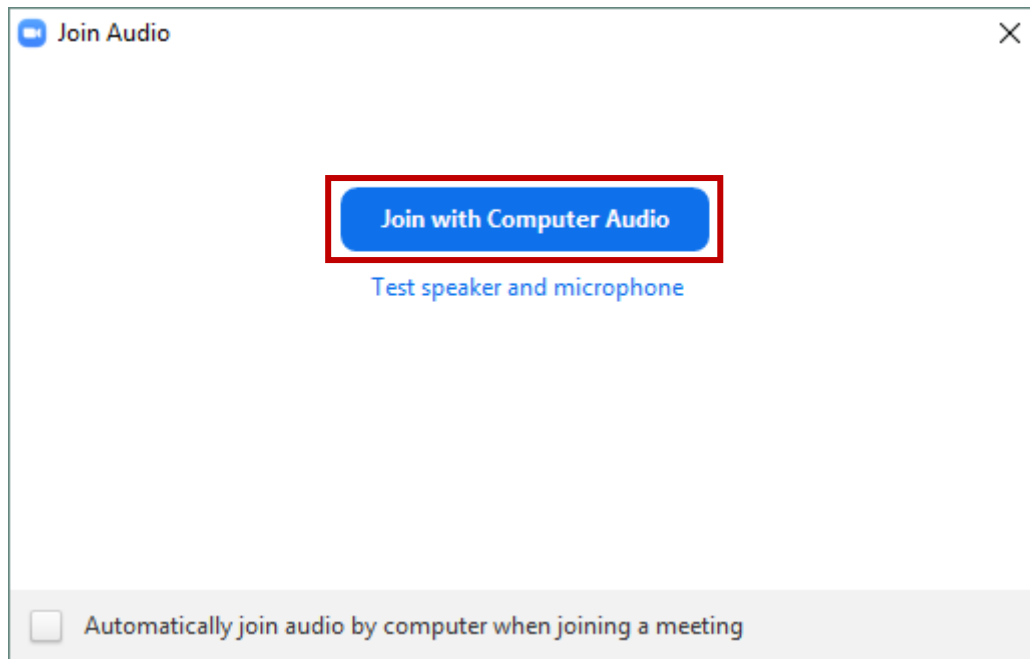 Join Audio
Join with Computer Audio
Test speaker and microphone
Automatically join audio by computer when joining a meeting